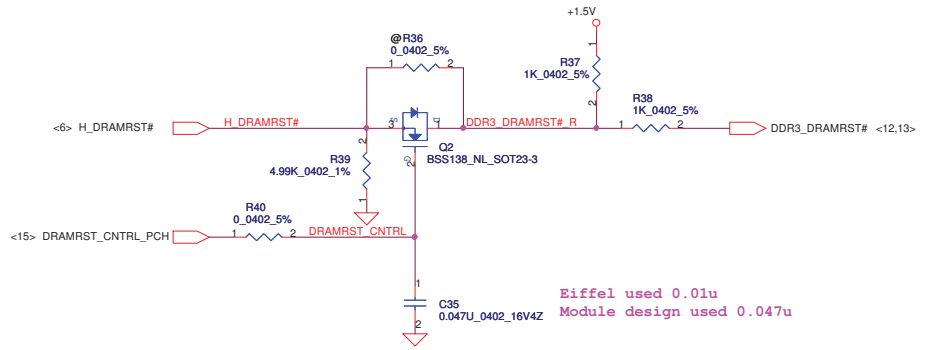 +1.5V
@R36
0_0402_5%
1 2
1
R37
1K_0402_5%
2
R38
1K_0402_5%
1 2
<6> H_DRAMRST#
H_DRAMRST#
3
S
D
1
DDR3_DRAMRST#_R
DDR3_DRAMRST# <12,13>
Q2
BSS138_NL_SOT23-3
G
2
2
R39
4.99K_0402_1%
1
R40
0_0402_5%
<15> DRAMRST_CNTRL_PCH
1 2
DRAMRST_CNTRL
1
C35
0.047U_0402_16V4Z
2
Eiffel used 0.01u
Module design used 0.047u